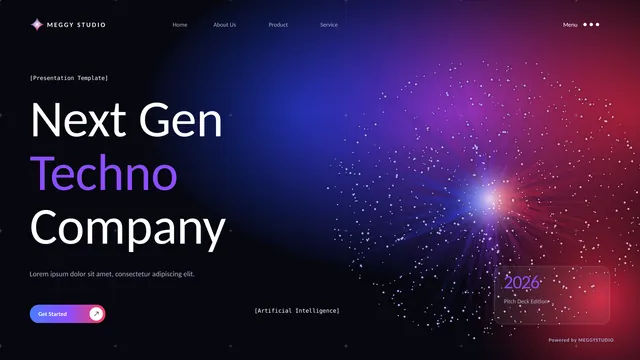 MEGGY STUDIO
Home
About Us
Product
Service
Menu
[Presentation Template]
Next Gen
Techno
Company
Lorem ipsum dolor sit amet, consectetur adipiscing elit.
Get Started
[Artificial Intelligence]
2026
Pitch Deck Edition
Powered by MEGGYSTUDIO